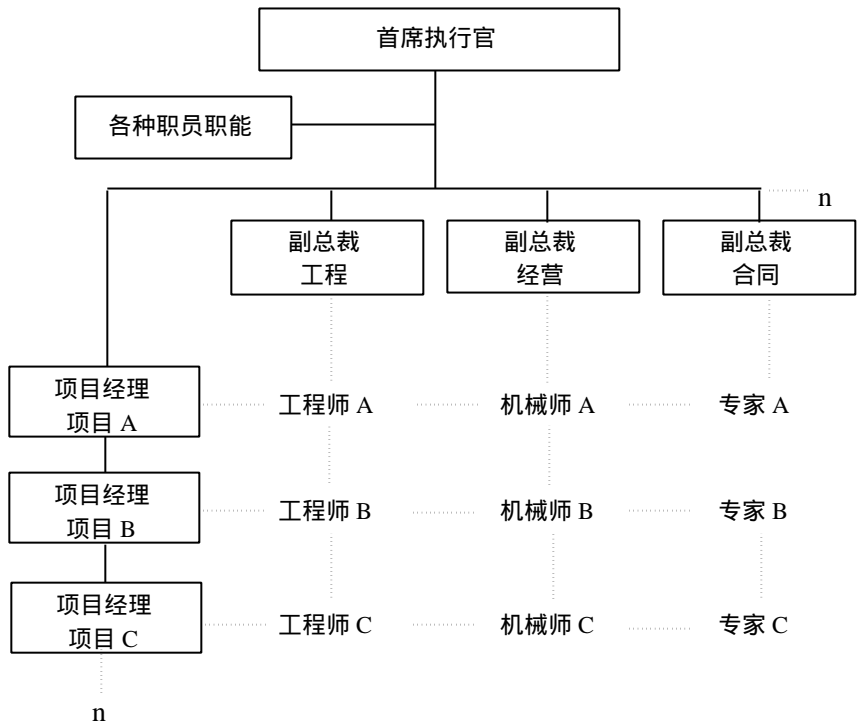 首席执行官
各种职员职能
n
副总裁
工程
副总裁
经营
副总裁
合同
项目经理
项目 A
工程师 A
机械师 A
专家 A
项目经理
项目 B
工程师 B
机械师 B
专家 B
项目经理
项目 C
工程师 C
机械师 C
专家 C
n